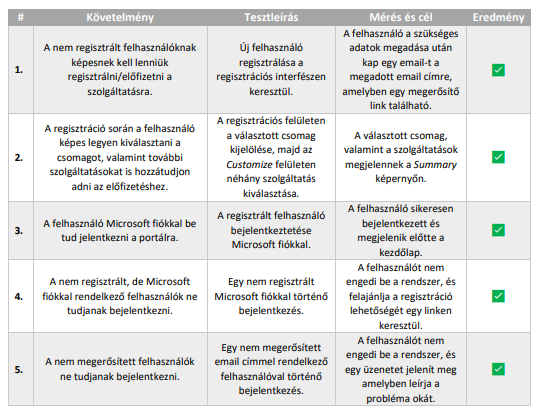 # Követelmény Tesztleírás Mérés és cél Eredmény
1.
A nem regisztrált felhasználóknak
képesnek kell lenniük
regisztrálni/előfizetni a
szolgáltatásra.
Új felhasználó
regisztrálása a
regisztrációs interfészen
keresztül.
A felhasználó a szükséges
adatok megadása után
kap egy email-t a
megadott email címre,
amelyben egy megerősítő
link található.
2.
A regisztráció során a felhasználó
képes legyen kiválasztani a
csomagot, valamint további
szolgáltatásokat is hozzátudjon
adni az előfizetéshez.
A regisztrációs felületen
a választott csomag
kijelölése, majd az
Customize felületen
néhány szolgáltatás
kiválasztása.
A választott csomag,
valamint a szolgáltatások
megjelennek a Summary
képernyőn.
3.
A felhasználó Microsoft fiókkal be
tud jelentkezni a portálra.
A regisztrált felhasználó
bejelentkeztetése
Microsoft fiókkal.
A felhasználó sikeresen
bejelentkezett és
megjelenik előtte a
kezdőlap.
4.
A nem regisztrált, de Microsoft
fiókkal rendelkező felhasználók ne
tudjanak bejelentkezni.
Egy nem regisztrált
Microsoft fiókkal történő
bejelentkezés.
A felhasználót nem
engedi be a rendszer, és
felajánlja a regisztráció
lehetőségét egy linken
keresztül.
5.
A nem megerősített felhasználók
ne tudjanak bejelentkezni.
Egy nem megerősített
email címmel rendelkező
felhasználóval történő
bejelentkezés.
A felhasználót nem
engedi be a rendszer, és
egy üzenetet jelenít meg
amelyben leírja a
probléma okát.